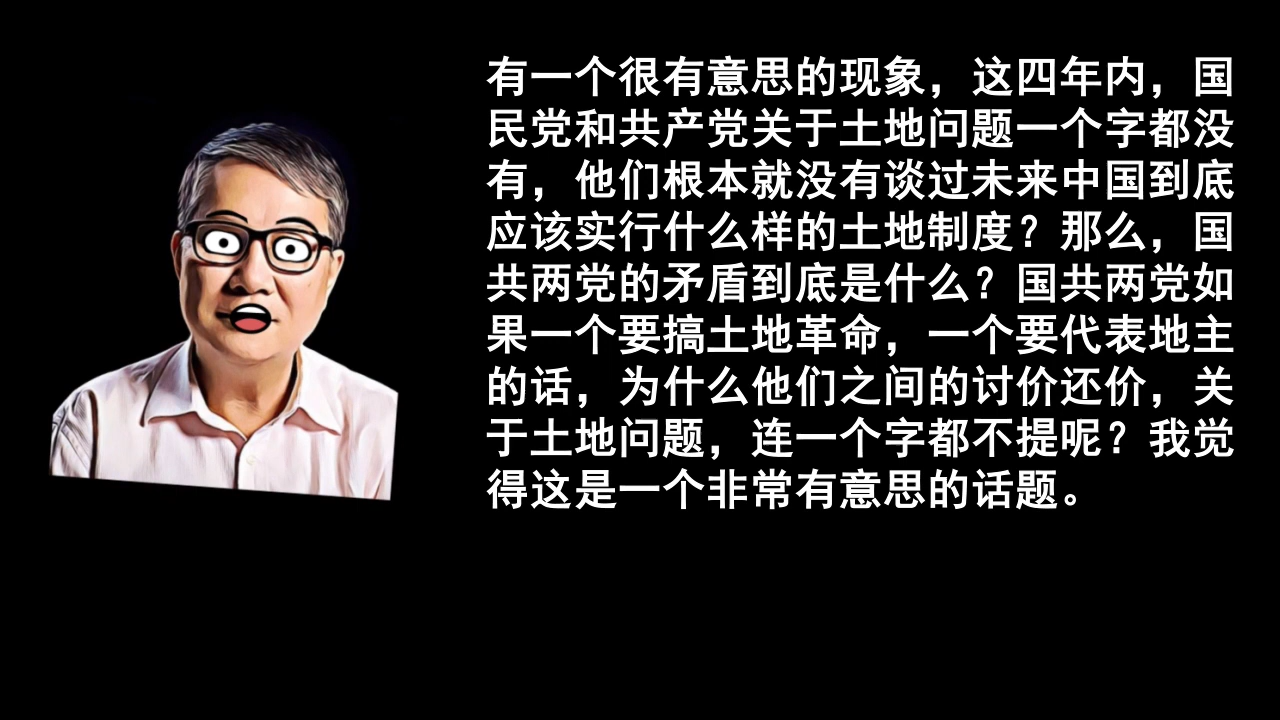 有一个很有意思的现象，这四年内，国
民党和共产党关于土地问题一个字都没
有，他们根本就没有谈过未来中国到底
应该实行什么样的土地制度？那么，国
共两党的矛盾到底是什么？国共两党如
果一个要搞土地革命，一个要代表地主
的话，为什么他们之间的讨价还价，关
于土地问题，连一个字都不提呢？我觉
得这是一个非常有意思的话题。